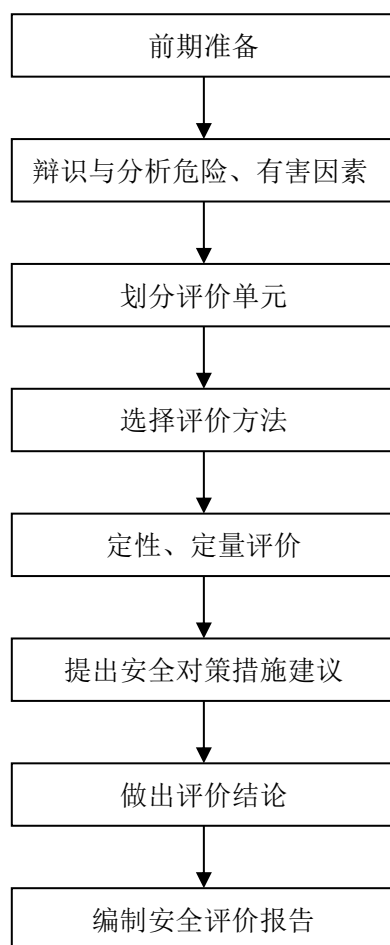 前期准备
辩识与分析危险、有害因素
划分评价单元
选择评价方法
定性、定量评价
提出安全对策措施建议
做出评价结论
编制安全评价报告